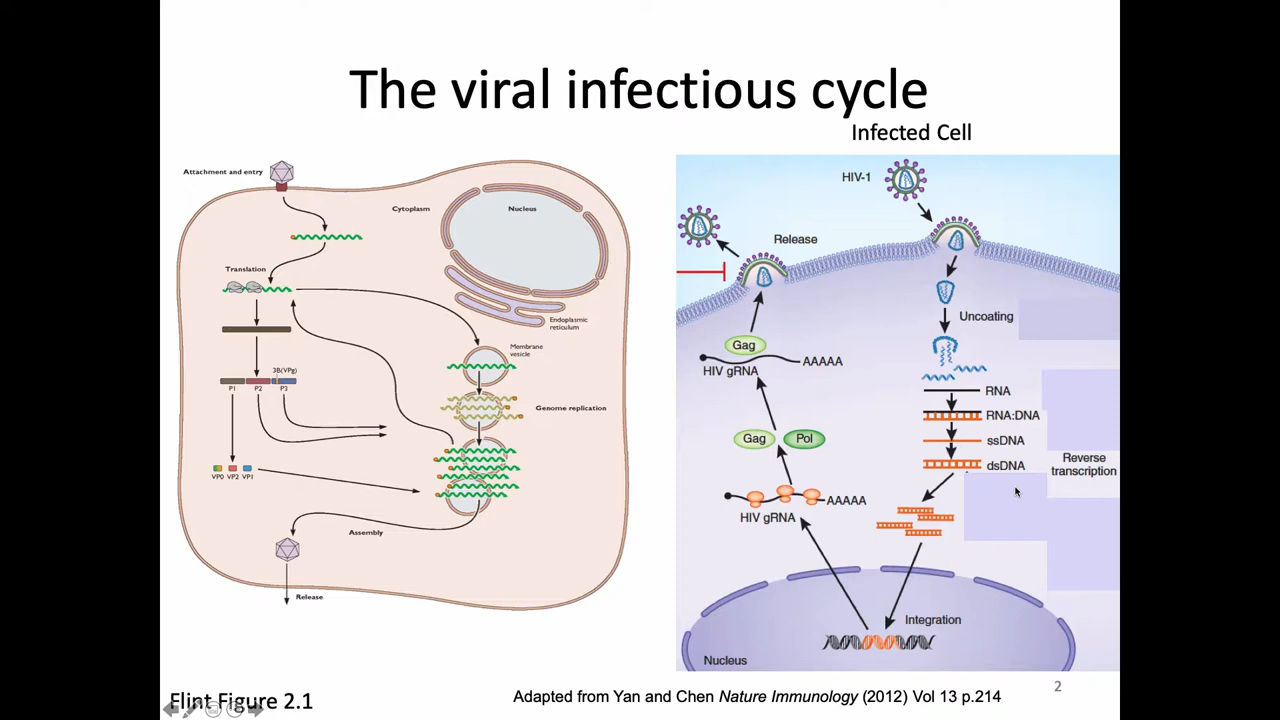 The viral infectious cycle
Infected Cell
Attachment and entry
Cytoplasm
Nucleus
Translation
Endoplasmic
reticulum
Membrane
vesicle
3B(VPg)
P1 P2 P3
Genome replication
VP0 VP2 VP1
Assembly
Release
HIV-1
Release
Uncoating
Gag
HIV gRNA
AAAAA
RNA
RNA:DNA
ssDNA
dsDNA
Reverse
transcription
Gag Pol
AAAAA
HIV gRNA
Integration
Nucleus
Flint Figure 2.1
Adapted from Yan and Chen Nature Immunology (2012) Vol 13 p.214
2